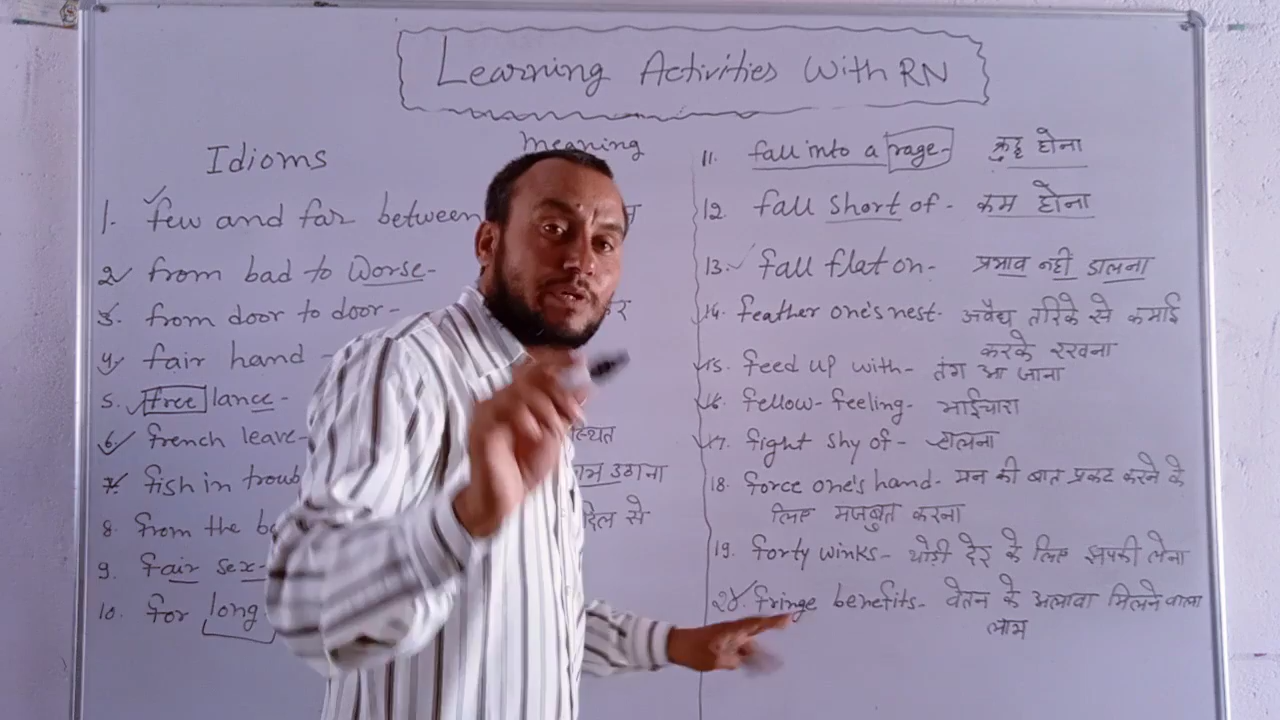 Learning Activities With RN
Idioms
Meaning
1. few and far between
2. from bad to Worse-
3. from door to door-
4. fair hand -
5. free lance -
6. french leave-
7. fish in troub
दिल से
8. from the
9. fair sex-
10. for long
11. fall into a rage- क्रुद्ध होना
12. fall short of - कम होना
13. fall flat on - प्रभाव नही डालना
14. feather one's nest - अवैध तरिके से कमाई
करके रखना
15. feed up with - तंग आ जाना
16. fellow-feeling - भाईचारा
17. fight shy of - टालना
18. force one's hand - मन की बात प्रकट करने के
लिए मजबुत करना
19. forty winks - थोडी देर के लिए झपकी लेना
20. fringe benefits - वेतन के अलावा मिलने वाला
लाभ